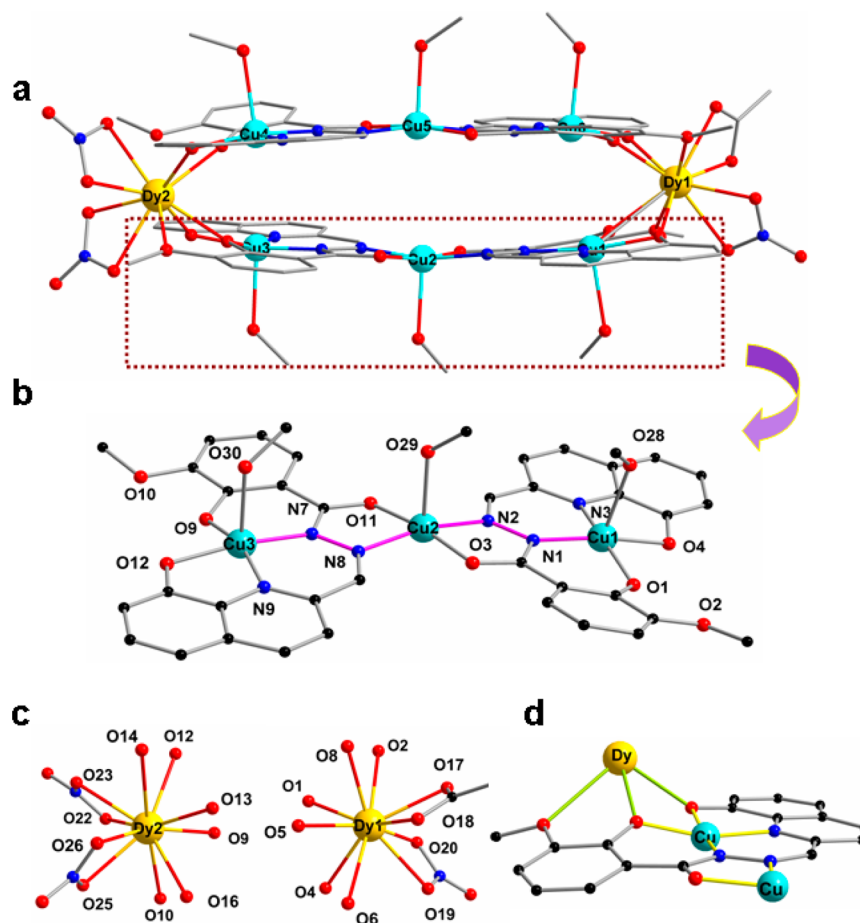 a
Cu4
Cu5
Dy2
Dy1
Cu3
Cu2
b
O30
O29
O28
O10
N7
O11
N2
N3
O9
Cu3
Cu2
Cu1
O12
N8
O3
N1
O4
N9
O1
O2
c
d
O14
O12
O23
O13
O22
Dy2
O9
O26
O25
O10
O16
O8
O2
O17
O1
O18
O5
Dy1
O20
O4
O6
O19
Dy
Cu
Cu